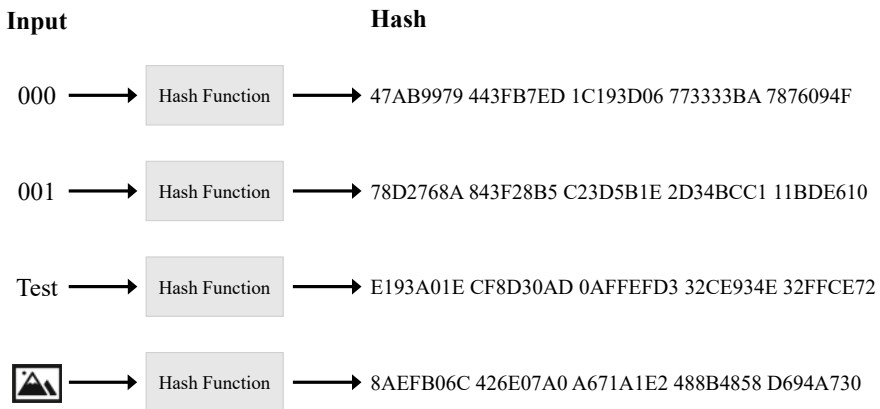 Input Hash
000 Hash Function 47AB9979 443FB7ED 1C193D06 773333BA 7876094F
001 Hash Function 78D2768A 843F28B5 C23D5B1E 2D34BCC1 11BDE610
Test Hash Function E193A01E CF8D30AD 0AFFEFD3 32CE934E 32FFCE72
Hash Function 8AEFB06C 426E07A0 A671A1E2 488B4858 D694A730